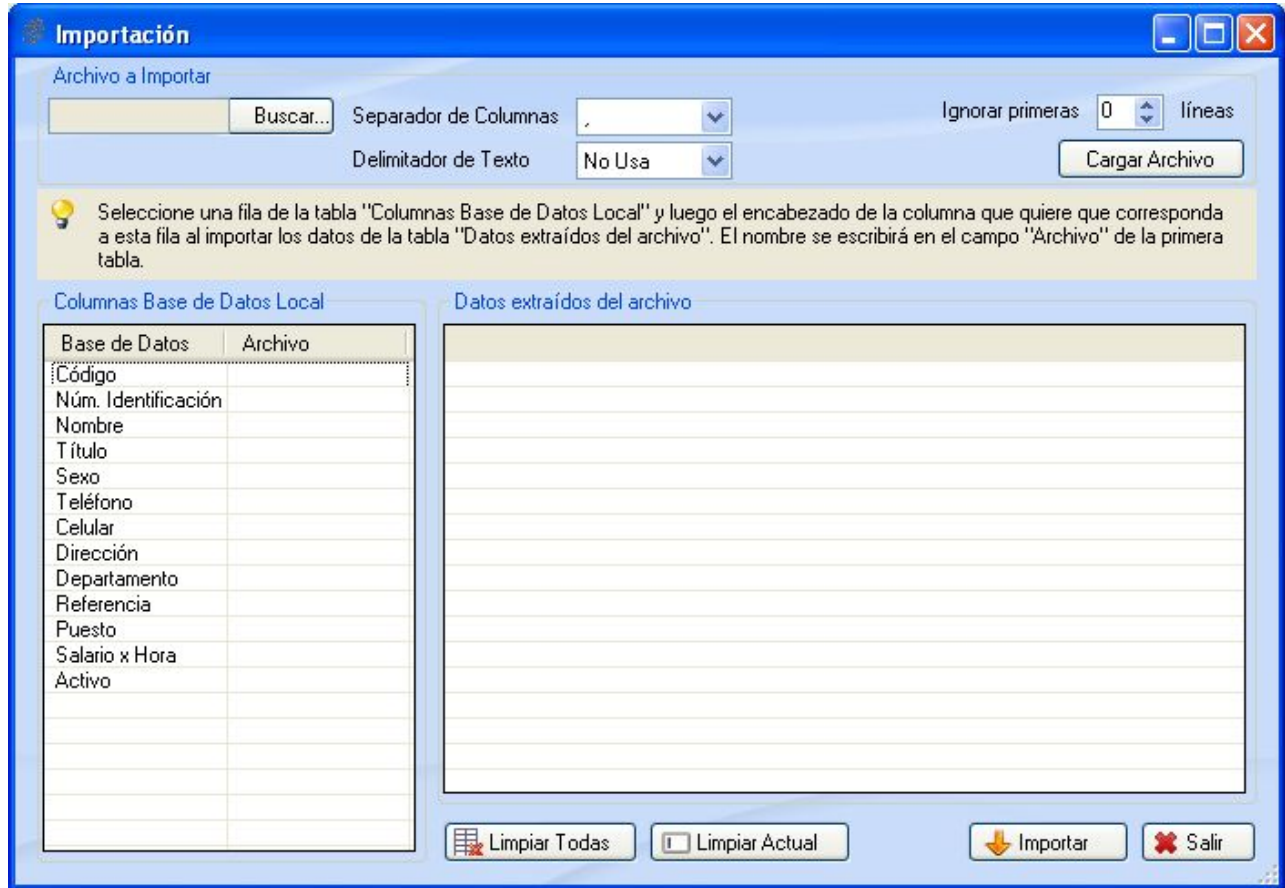 Importación
Archivo a Importar
Buscar...
Separador de Columnas
,
Ignorar primeras 0 líneas
Delimitador de Texto
No Usa
Cargar Archivo
Seleccione una fila de la tabla "Columnas Base de Datos Local" y luego el encabezado de la columna que quiere que corresponda
a esta fila al importar los datos de la tabla "Datos extraídos del archivo". El nombre se escribirá en el campo "Archivo" de la primera
tabla.
Columnas Base de Datos Local
Base de Datos Archivo
Código
Núm. Identificación
Nombre
Título
Sexo
Teléfono
Celular
Dirección
Departamento
Referencia
Puesto
Salario x Hora
Activo
Datos extraídos del archivo
Limpiar Todas
Limpiar Actual
Importar
Salir